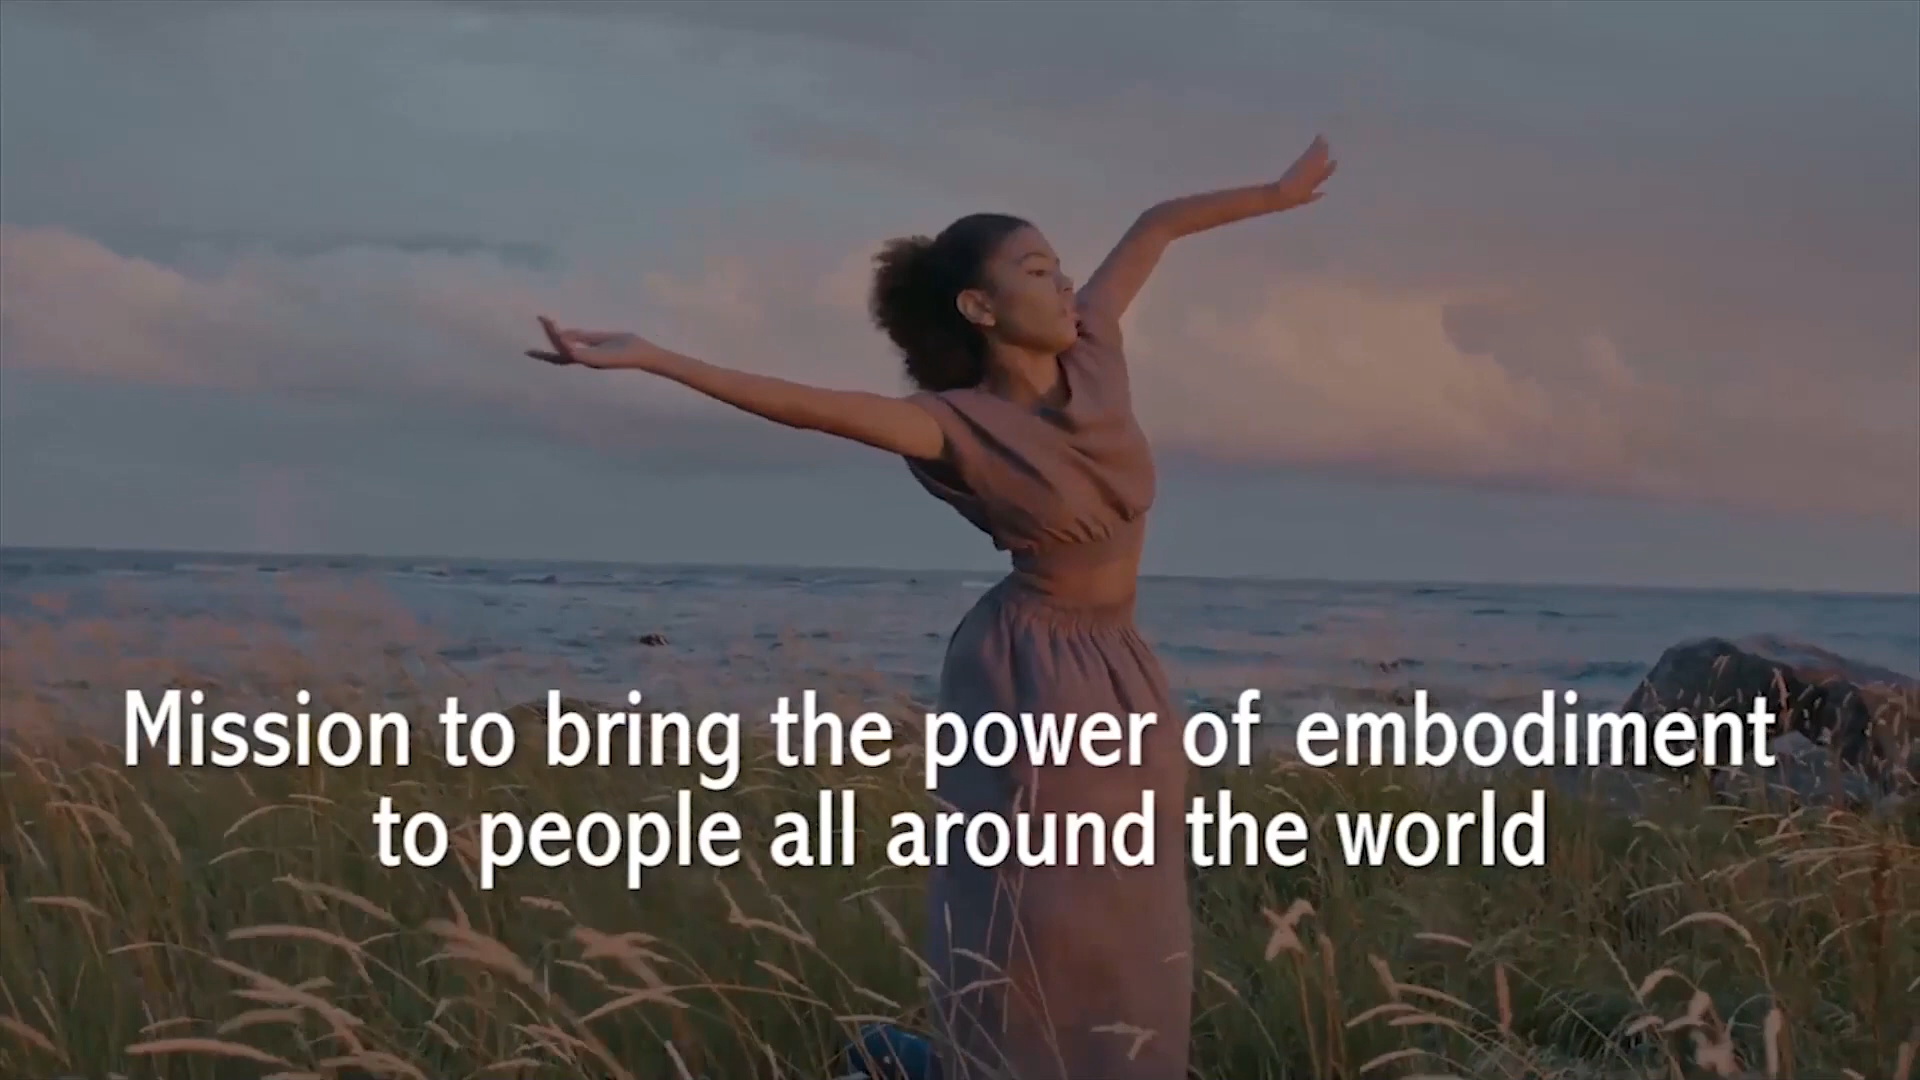 Mission to bring the power of embodiment
to people all around the world